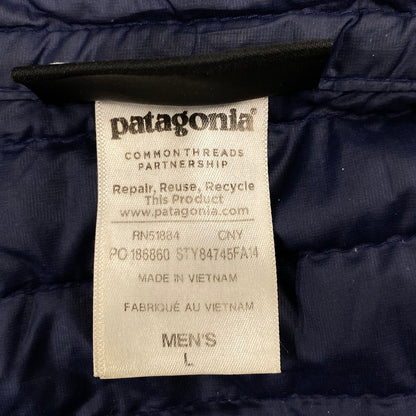 patagonia®
COMMON THREADS
PARTNERSHIP
Repair, Reuse, Recycle
This Product
www.patagonia.com
RN51884 CNY
PO 186860 STY84745FA14
MADE IN VIETNAM
FABRIQUÉ AU VIETNAM
MEN'S
L